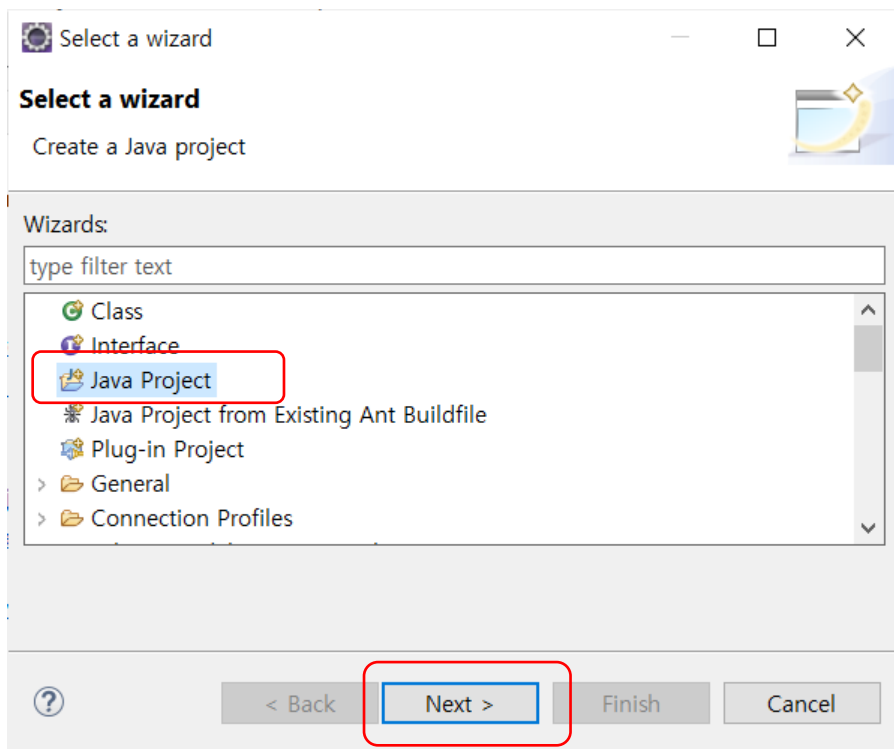 Select a wizard
Select a wizard
Create a Java project
Wizards:
type filter text
Class
Interface
Java Project
Java Project from Existing Ant Buildfile
Plug-in Project
General
Connection Profiles
< Back Next > Finish Cancel